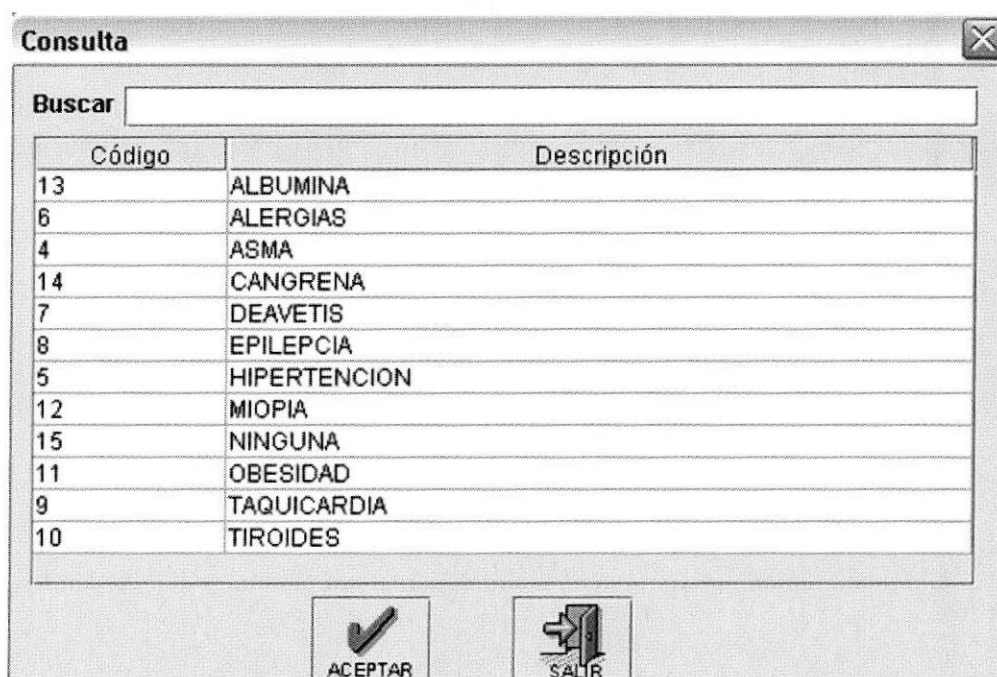 Consulta
Buscar
Código Descripción
13 ALBUMINA
6 ALERGIAS
4 ASMA
14 CANGRENA
7 DEAVETIS
8 EPILEPCIA
5 HIPERTENCION
12 MIOPIA
15 NINGUNA
11 OBESIDAD
9 TAQUICARDIA
10 TIROIDES
ACEPTAR SALIR